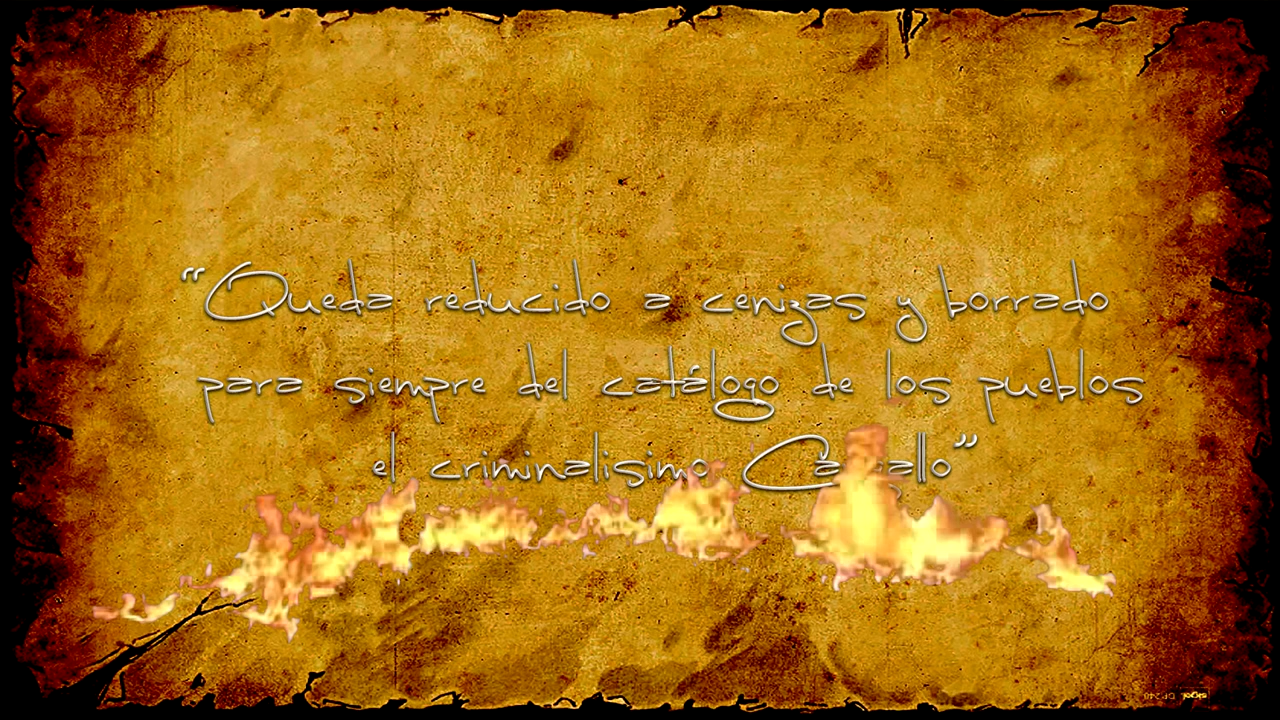 “Queda reducido a cenizas y borrado
para siempre del catálogo de los pueblos
el criminalisimo